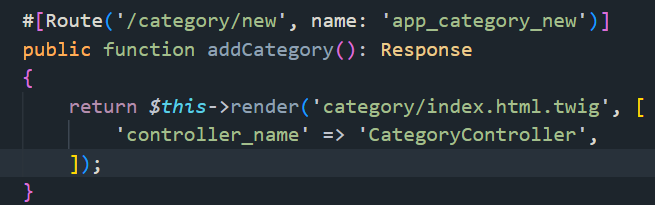 #[Route('/category/new', name: 'app_category_new')]
public function addCategory(): Response
{
    return $this->render('category/index.html.twig', [
        'controller_name' => 'CategoryController',
    ]);
}